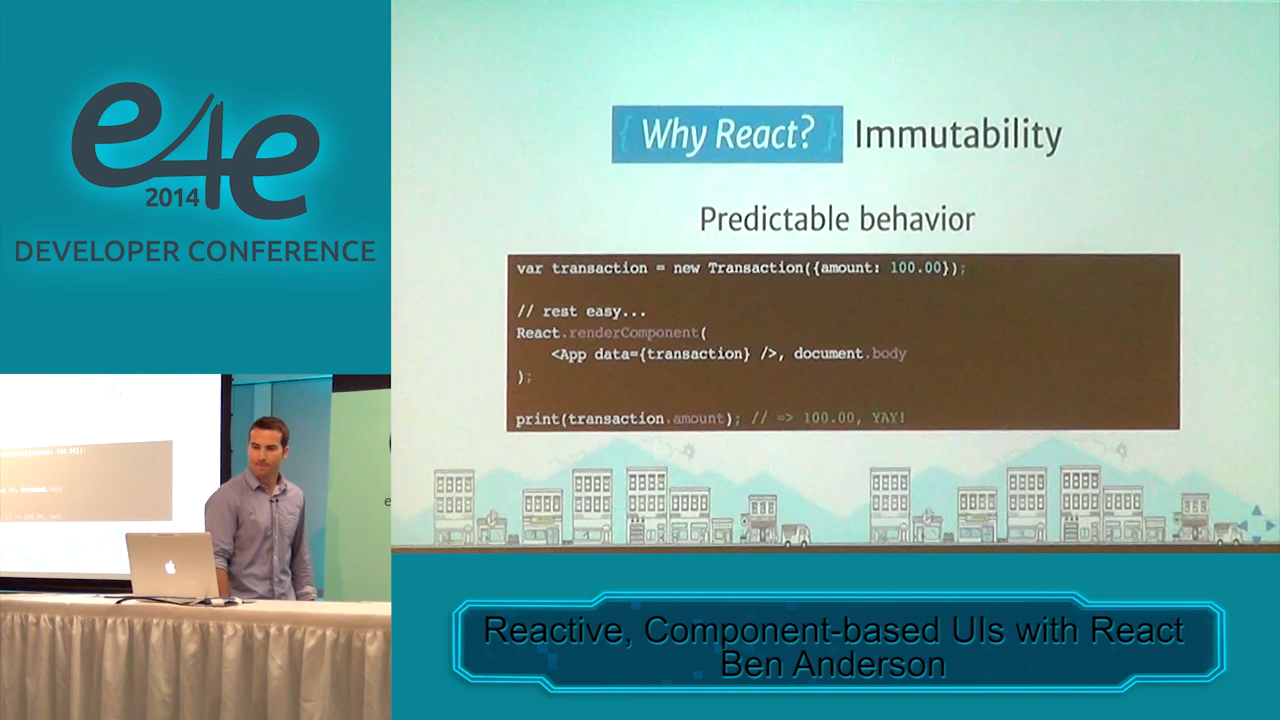 e4e
2014
DEVELOPER CONFERENCE
{ Why React? } Immutability
Predictable behavior
var transaction = new Transaction({amount: 100.00});
// rest easy...
React.renderComponent(
<App data={transaction} />, document.body
);
print(transaction.amount); // => 100.00, YAY!
Reactive, Component-based UIs with React
Ben Anderson